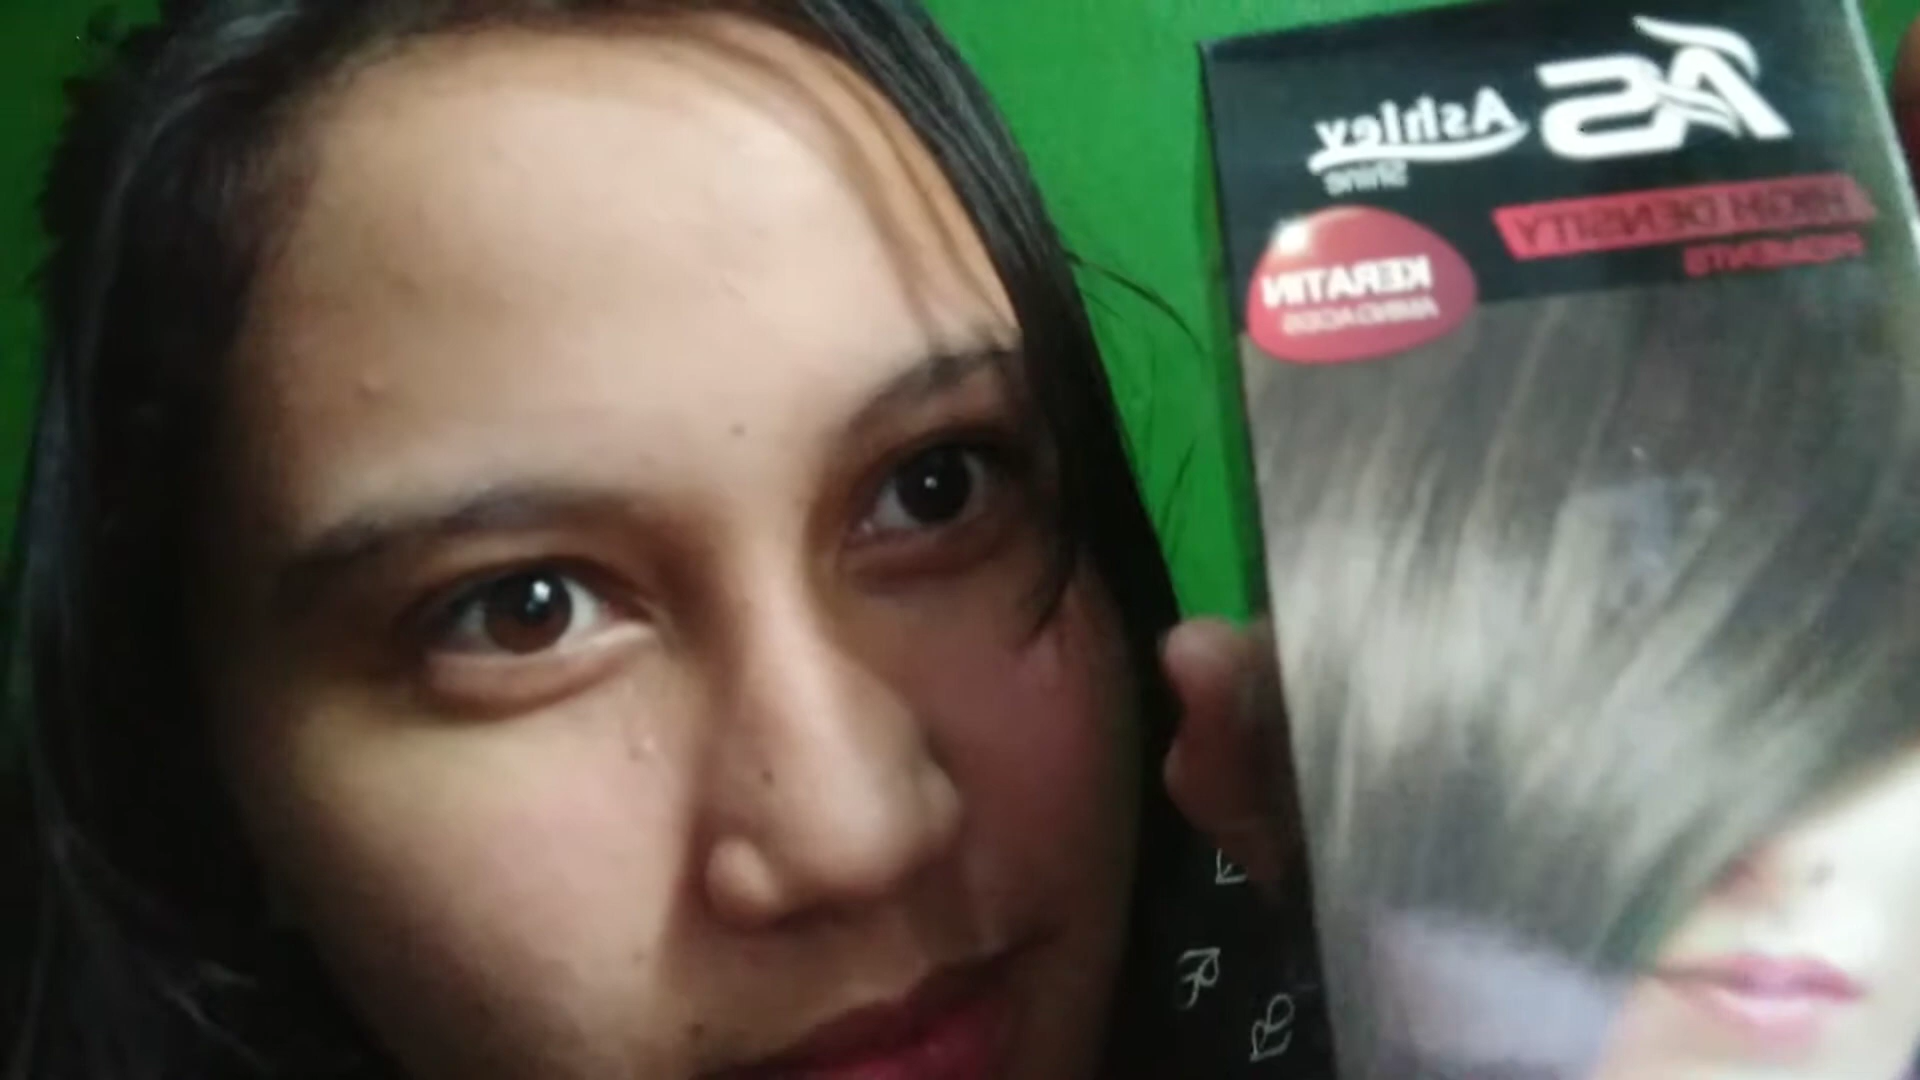 AS Ashley
Shine
HIGH DENSITY
PIGMENTS
KERATIN
AMINO ACIDS